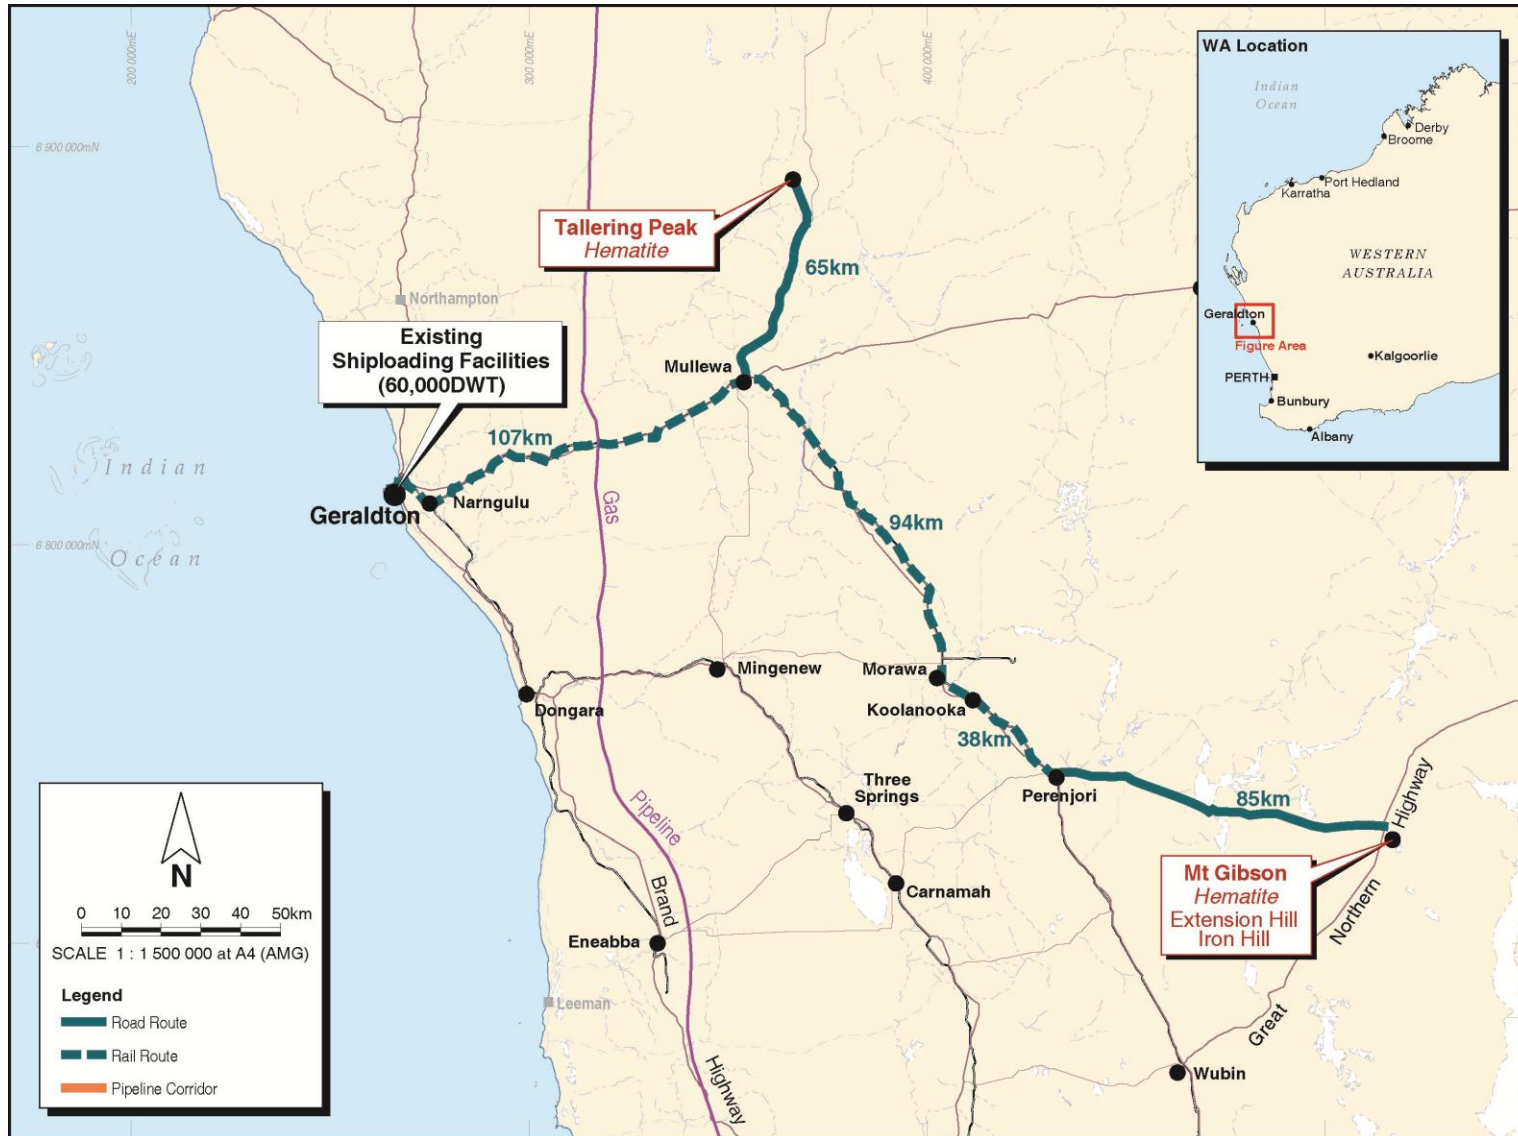 200 000mE
300 000mE
400 000mE
6 900 000mN
6 800 000mN
WA Location
Indian
Ocean
Derby
Broome
Port Hedland
Karratha
WESTERN
AUSTRALIA
Geraldton
Figure Area
Kalgoorlie
PERTH
Bunbury
Albany
Tallering Peak
Hematite
65km
Northampton
Existing
Shiploading Facilities
(60,000DWT)
Mullewa
107km
Indian
Ocean
Geraldton
Narngulu
Gas
94km
Mingenew
Morawa
Koolanooka
Dongara
38km
Three
Springs
Perenjori
85km
Highway
Pipeline
Mt Gibson
Hematite
Extension Hill
Iron Hill
Northern
Great
Carnamah
Brand
Eneabba
Leeman
Highway
Wubin
N
0 10 20 30 40 50km
SCALE 1 : 1 500 000 at A4 (AMG)
Legend
Road Route
Rail Route
Pipeline Corridor